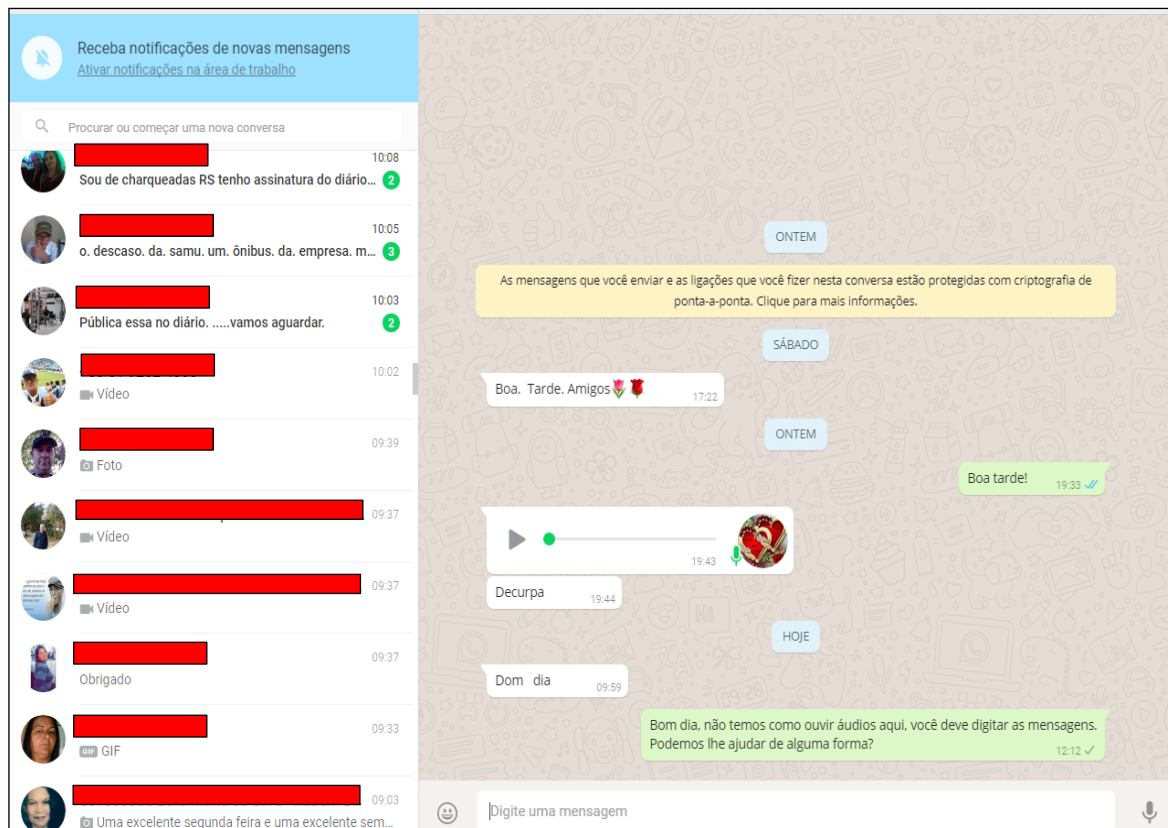 Receba notificações de novas mensagens
Ativar notificações na área de trabalho
Procurar ou começar uma nova conversa
10:08
Sou de charqueadas RS tenho assinatura do diário... 2
10:05
o. descaso. da. samu. um. ônibus. da. empresa. m... 3
10:03
Pública essa no diário. .....vamos aguardar. 2
10:02
Vídeo
09:39
Foto
09:37
Vídeo
09:37
Vídeo
09:37
Obrigado
09:33
GIF GIF
09:03
Uma excelente segunda feira e uma excelente sem...
ONTEM
As mensagens que você enviar e as ligações que você fizer nesta conversa estão protegidas com criptografia de
ponta-a-ponta. Clique para mais informações.
SÁBADO
Boa. Tarde. Amigos🌷🌹 17:22
ONTEM
Boa tarde! 19:33
19:43
Decurpa 19:44
HOJE
Dom dia 09:59
Bom dia, não temos como ouvir áudios aqui, você deve digitar as mensagens.
Podemos lhe ajudar de alguma forma? 12:12
Digite uma mensagem